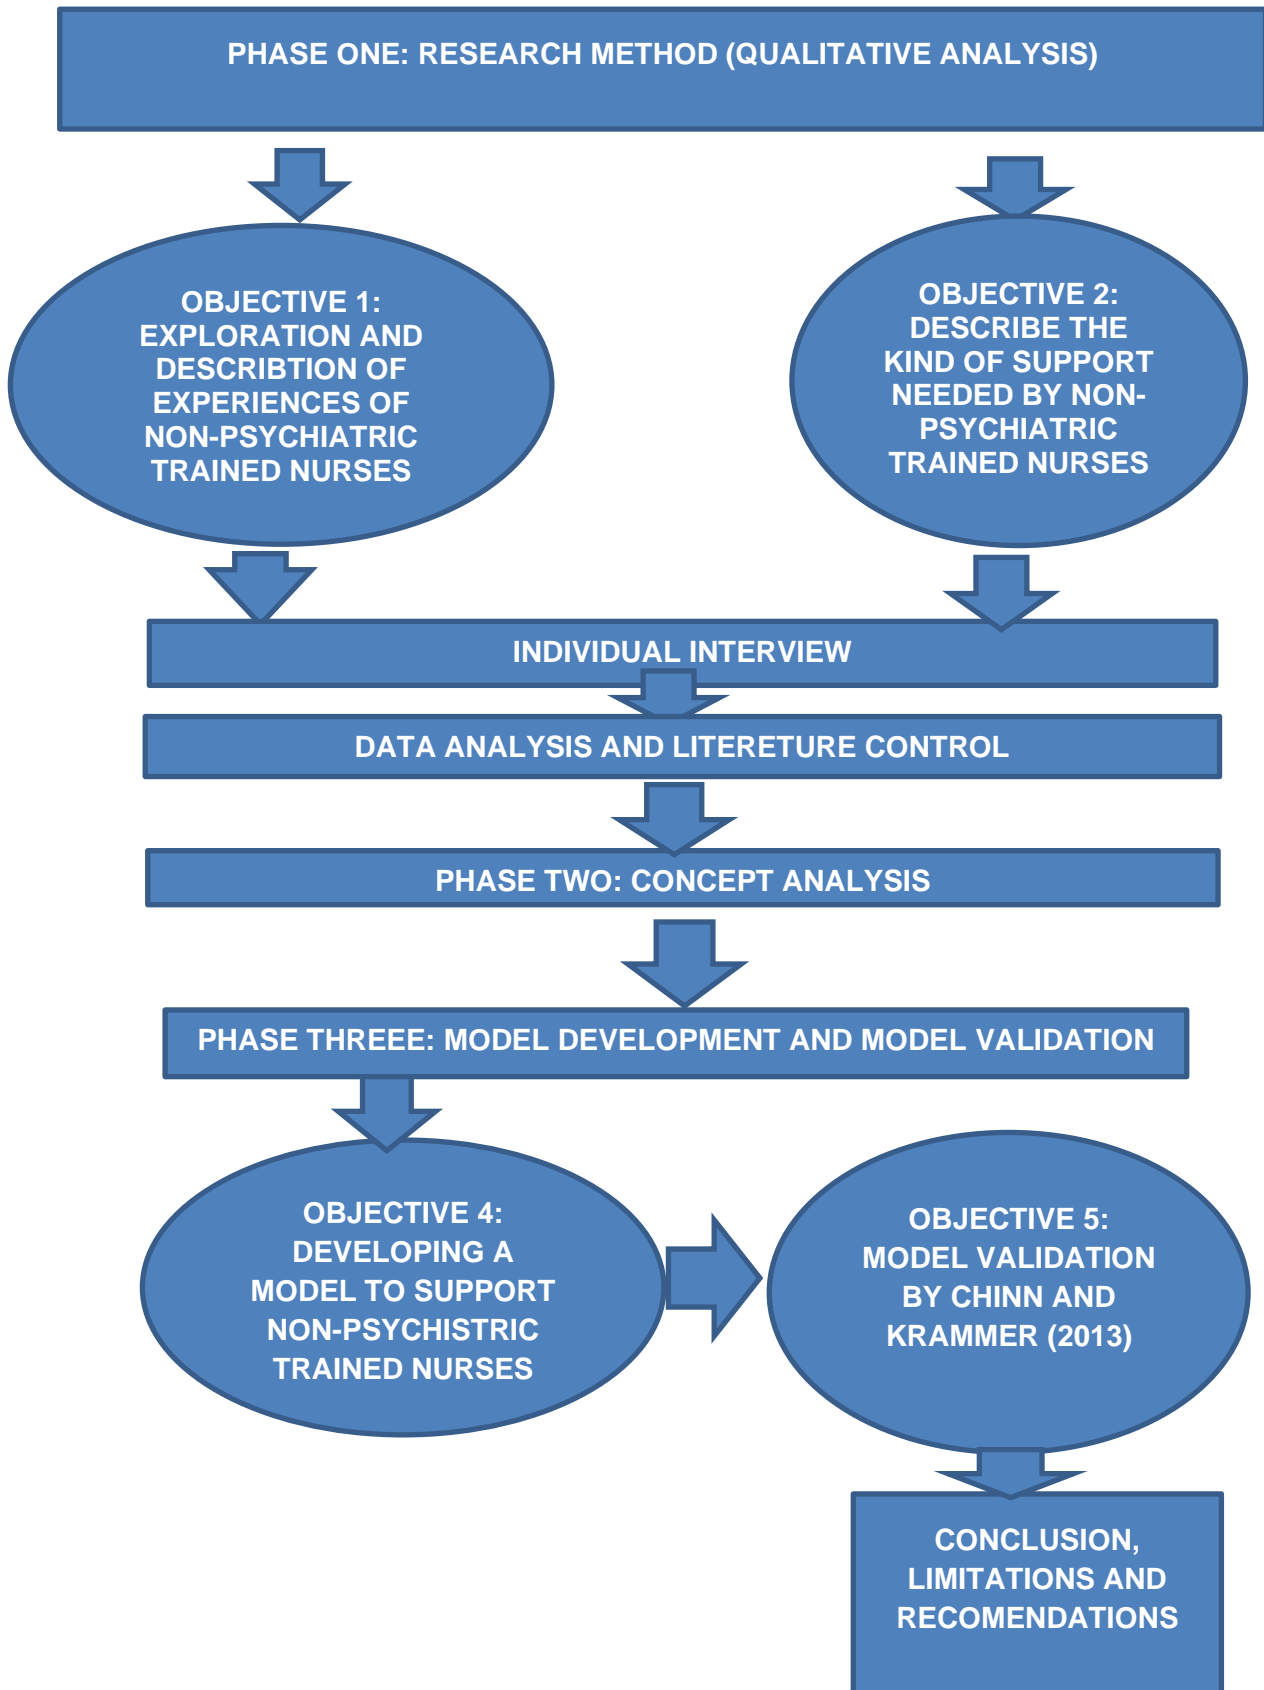 PHASE ONE: RESEARCH METHOD (QUALITATIVE ANALYSIS)
OBJECTIVE 1:
EXPLORATION AND
DESCRIBTION OF
EXPERIENCES OF
NON-PSYCHIATRIC
TRAINED NURSES
OBJECTIVE 2:
DESCRIBE THE
KIND OF SUPPORT
NEEDED BY NON-
PSYCHIATRIC
TRAINED NURSES
INDIVIDUAL INTERVIEW
DATA ANALYSIS AND LITERETURE CONTROL
PHASE TWO: CONCEPT ANALYSIS
PHASE THREEE: MODEL DEVELOPMENT AND MODEL VALIDATION
OBJECTIVE 4:
DEVELOPING A
MODEL TO SUPPORT
NON-PSYCHISTRIC
TRAINED NURSES
OBJECTIVE 5:
MODEL VALIDATION
BY CHINN AND
KRAMMER (2013)
CONCLUSION,
LIMITATIONS AND
RECOMENDATIONS